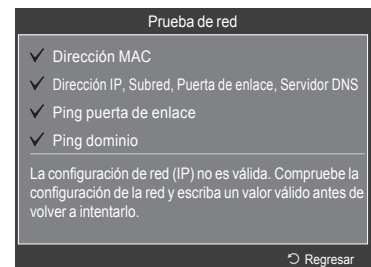 Prueba de red
Dirección MAC
Dirección IP, Subred, Puerta de enlace, Servidor DNS
Ping puerta de enlace
Ping dominio
La configuración de red (IP) no es válida. Compruebe la
configuración de la red y escriba un valor válido antes de
volver a intentarlo.
Regresar